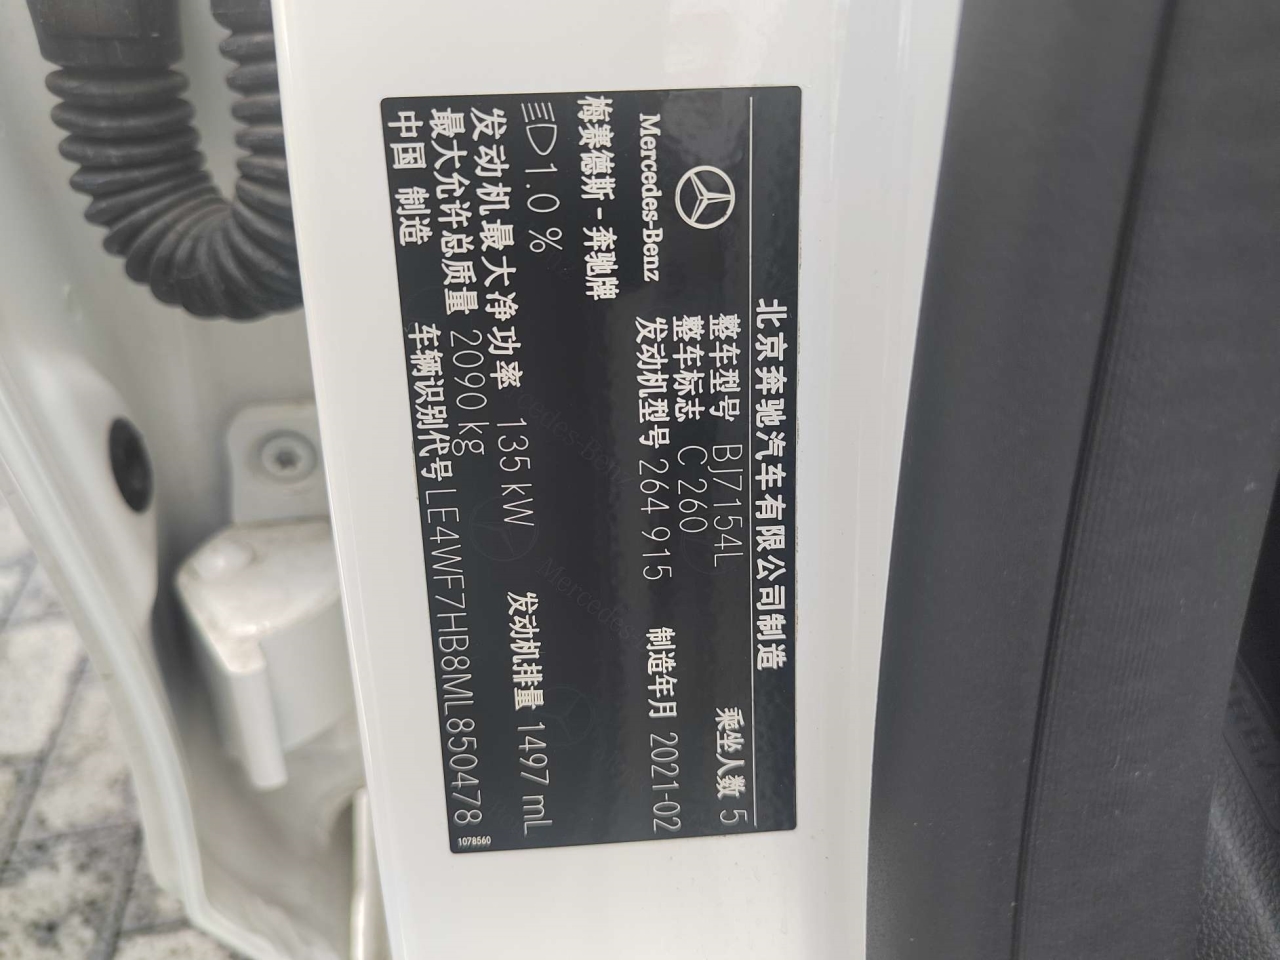 北京奔驰汽车有限公司制造
Mercedes-Benz
梅赛德斯-奔驰牌
整车型号 BJ7154L
乘坐人数 5
整车标志 C 260
发动机型号 264 915
制造年月 2021-02
1.0 %
发动机最大净功率 135 kW
发动机排量 1497 mL
最大允许总质量 2090 kg
中国 制造
车辆识别代号 LE4WF7HB8ML850478
1078560